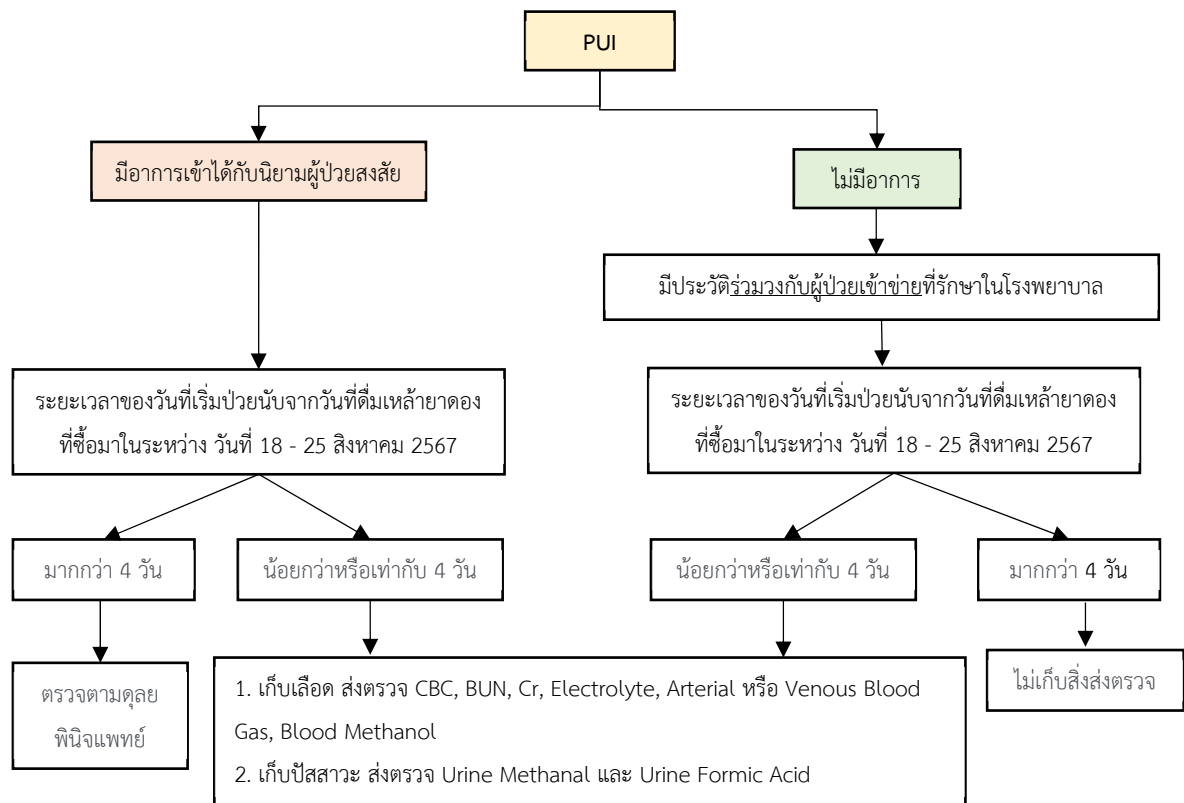 PUI
มีอาการเข้าได้กับนิยามผู้ป่วยสงสัย
ไม่มีอาการ
มีประวัติร่วมวงกับผู้ป่วยเข้าข่ายที่รักษาในโรงพยาบาล
ระยะเวลาของวันที่เริ่มป่วยนับจากวันที่ดื่มเหล้ายาดอง
ที่ซื้อมาในระหว่าง วันที่ 18 - 25 สิงหาคม 2567
ระยะเวลาของวันที่เริ่มป่วยนับจากวันที่ดื่มเหล้ายาดอง
ที่ซื้อมาในระหว่าง วันที่ 18 - 25 สิงหาคม 2567
มากกว่า 4 วัน
น้อยกว่าหรือเท่ากับ 4 วัน
น้อยกว่าหรือเท่ากับ 4 วัน
มากกว่า 4 วัน
ตรวจตามดุลย
พินิจแพทย์
1. เก็บเลือด ส่งตรวจ CBC, BUN, Cr, Electrolyte, Arterial หรือ Venous Blood
Gas, Blood Methanol
2. เก็บปัสสาวะ ส่งตรวจ Urine Methanal และ Urine Formic Acid
ไม่เก็บสิ่งส่งตรวจ